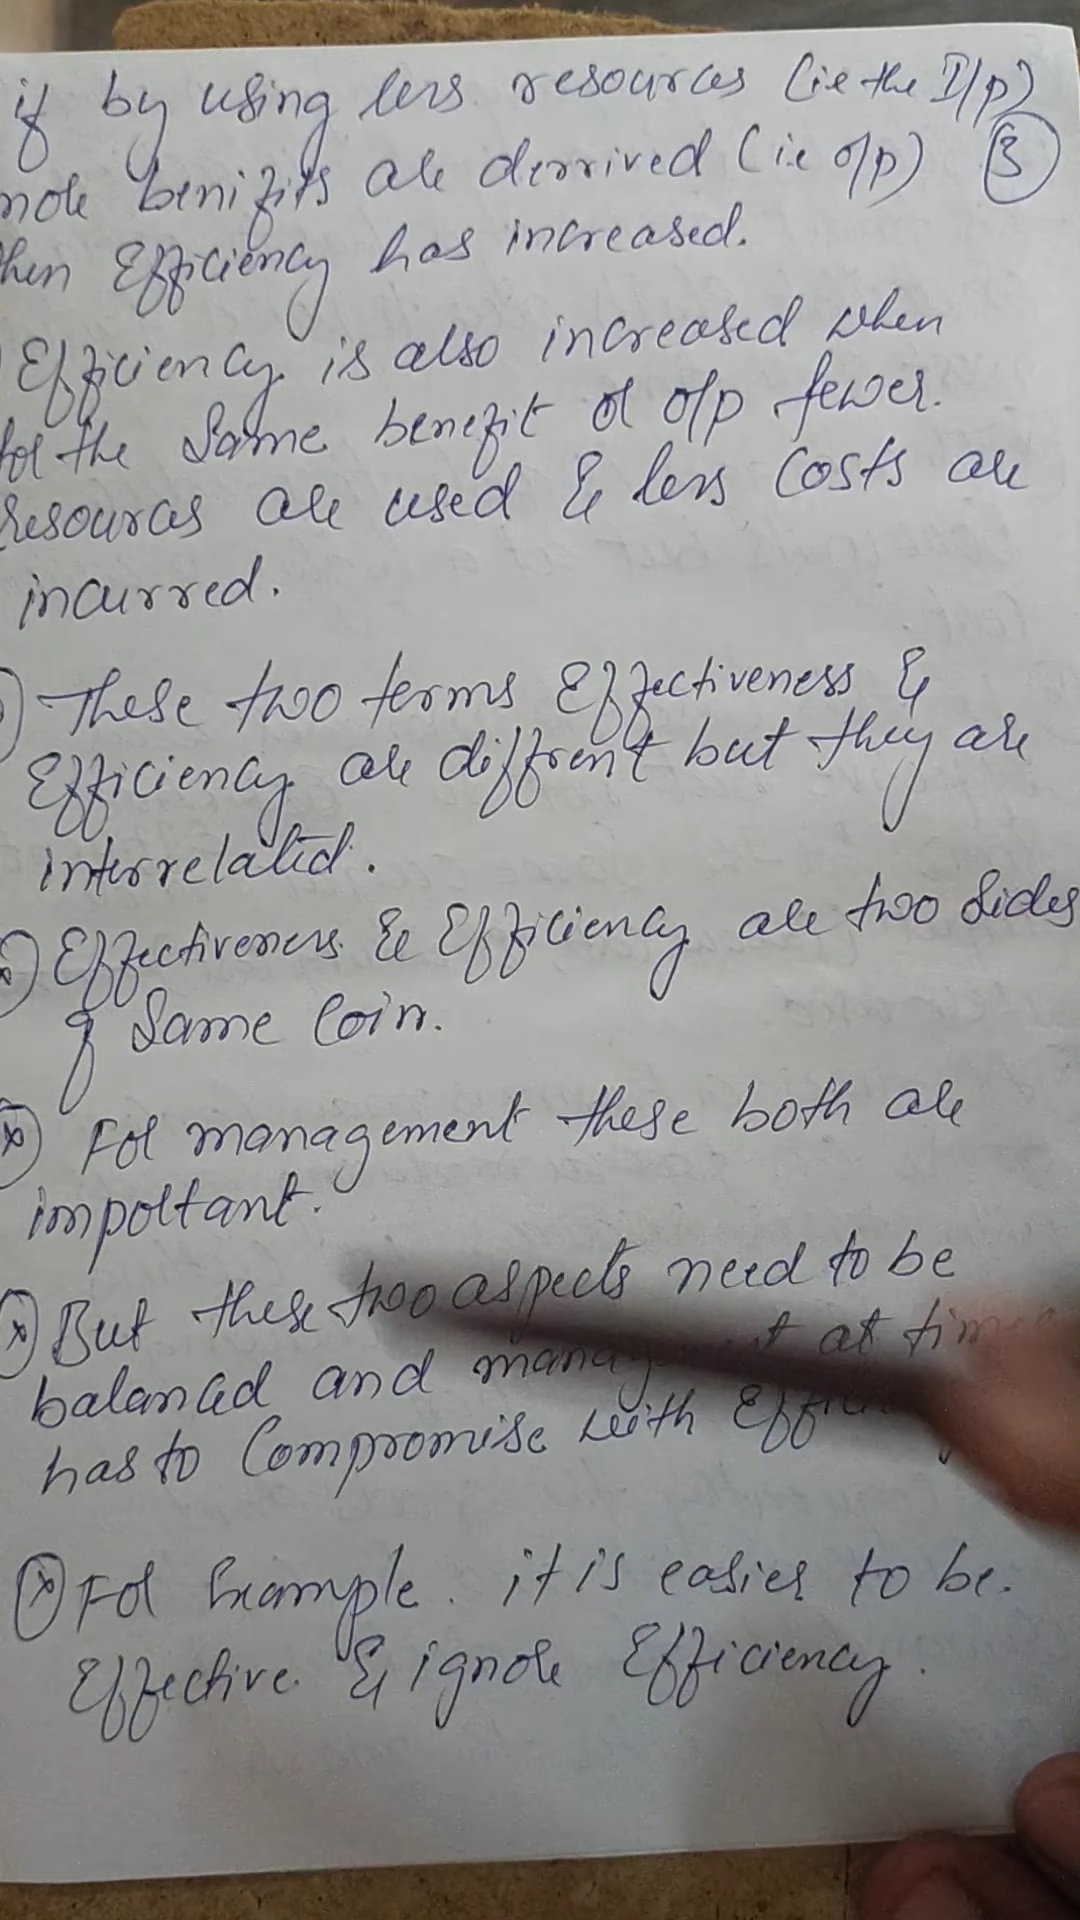 if by using less resources (i.e the I/p)
more benifits are derrived (i.e o/p) ③
then Efficiency has increased.
Efficiency is also increased when
for the Same benefit or o/p fewer.
resources are used & less Costs are
incurred.
These two terms Effectiveness &
Efficiency are diffrent but they are
interrelated.
Effectiveness & Efficiency are two Sides
of Same Coin.
For management these both are
important.
But these two aspects need to be
balanced and at
has to Compromise with
For Example. it is easier to be.
Effective & ignore Efficiency.